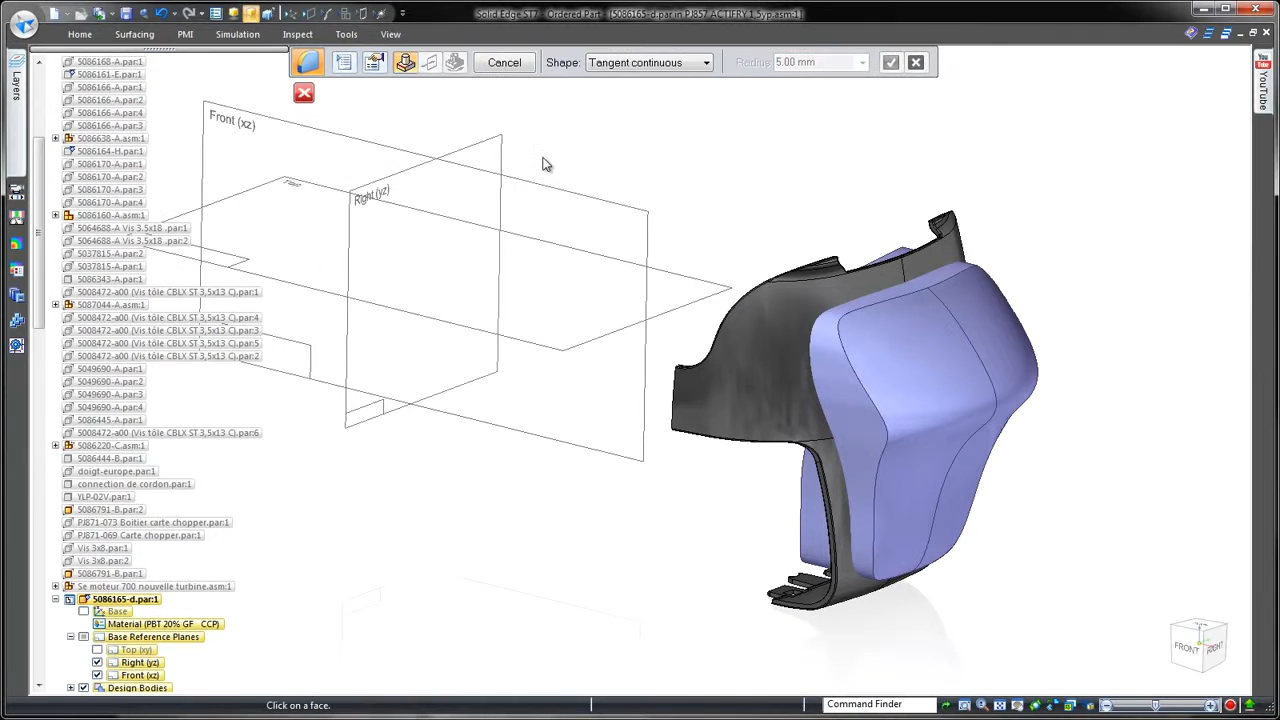 Solid Edge ST7 - Ordered Part - [5086165-d.par in PJ857 ACTIFRY 1.5yp.asm:1]
Home Surfacing PMI Simulation Inspect Tools View
Cancel Shape: Tangent continuous Radius 5.00 mm
Layers
YouTube
5086168-A.par:1
5086161-E.par:1
5086166-A.par:1
5086166-A.par:2
5086166-A.par:4
5086166-A.par:3
5086638-A.asm:1
5086164-H.par:1
5086170-A.par:1
5086170-A.par:2
5086170-A.par:3
5086170-A.par:4
5086160-A.asm:1
5064688-A Vis 3.5x18 .par:1
5064688-A Vis 3.5x18 .par:2
5037815-A.par:2
5037815-A.par:1
5086343-A.par:1
5008472-a00 (Vis tôle CBLX ST 3,5x13 C).par:1
5087044-A.asm:1
5008472-a00 (Vis tôle CBLX ST 3,5x13 C).par:4
5008472-a00 (Vis tôle CBLX ST 3,5x13 C).par:3
5008472-a00 (Vis tôle CBLX ST 3,5x13 C).par:5
5008472-a00 (Vis tôle CBLX ST 3,5x13 C).par:2
5049690-A.par:1
5049690-A.par:2
5049690-A.par:3
5049690-A.par:4
5086445-A.par:1
5008472-a00 (Vis tôle CBLX ST 3,5x13 C).par:6
5086220-C.asm:1
5086444-B.par:1
doigt-europe.par:1
connection de cordon.par:1
YLP-02V.par:1
5086791-B.par:2
PJ871-073 Boitier carte chopper.par:1
PJ871-069 Carte chopper.par:1
Vis 3x8.par:1
Vis 3x8.par:2
5086791-B.par:1
Se moteur 700 nouvelle turbine.asm:1
5086165-d.par:1
Base
Material (PBT 20% GF _CCP)
Base Reference Planes
Top (xy)
Right (yz)
Front (xz)
Design Bodies
Front (xz)
Right (yz)
FRONT
RIGHT
Click on a face.
Command Finder